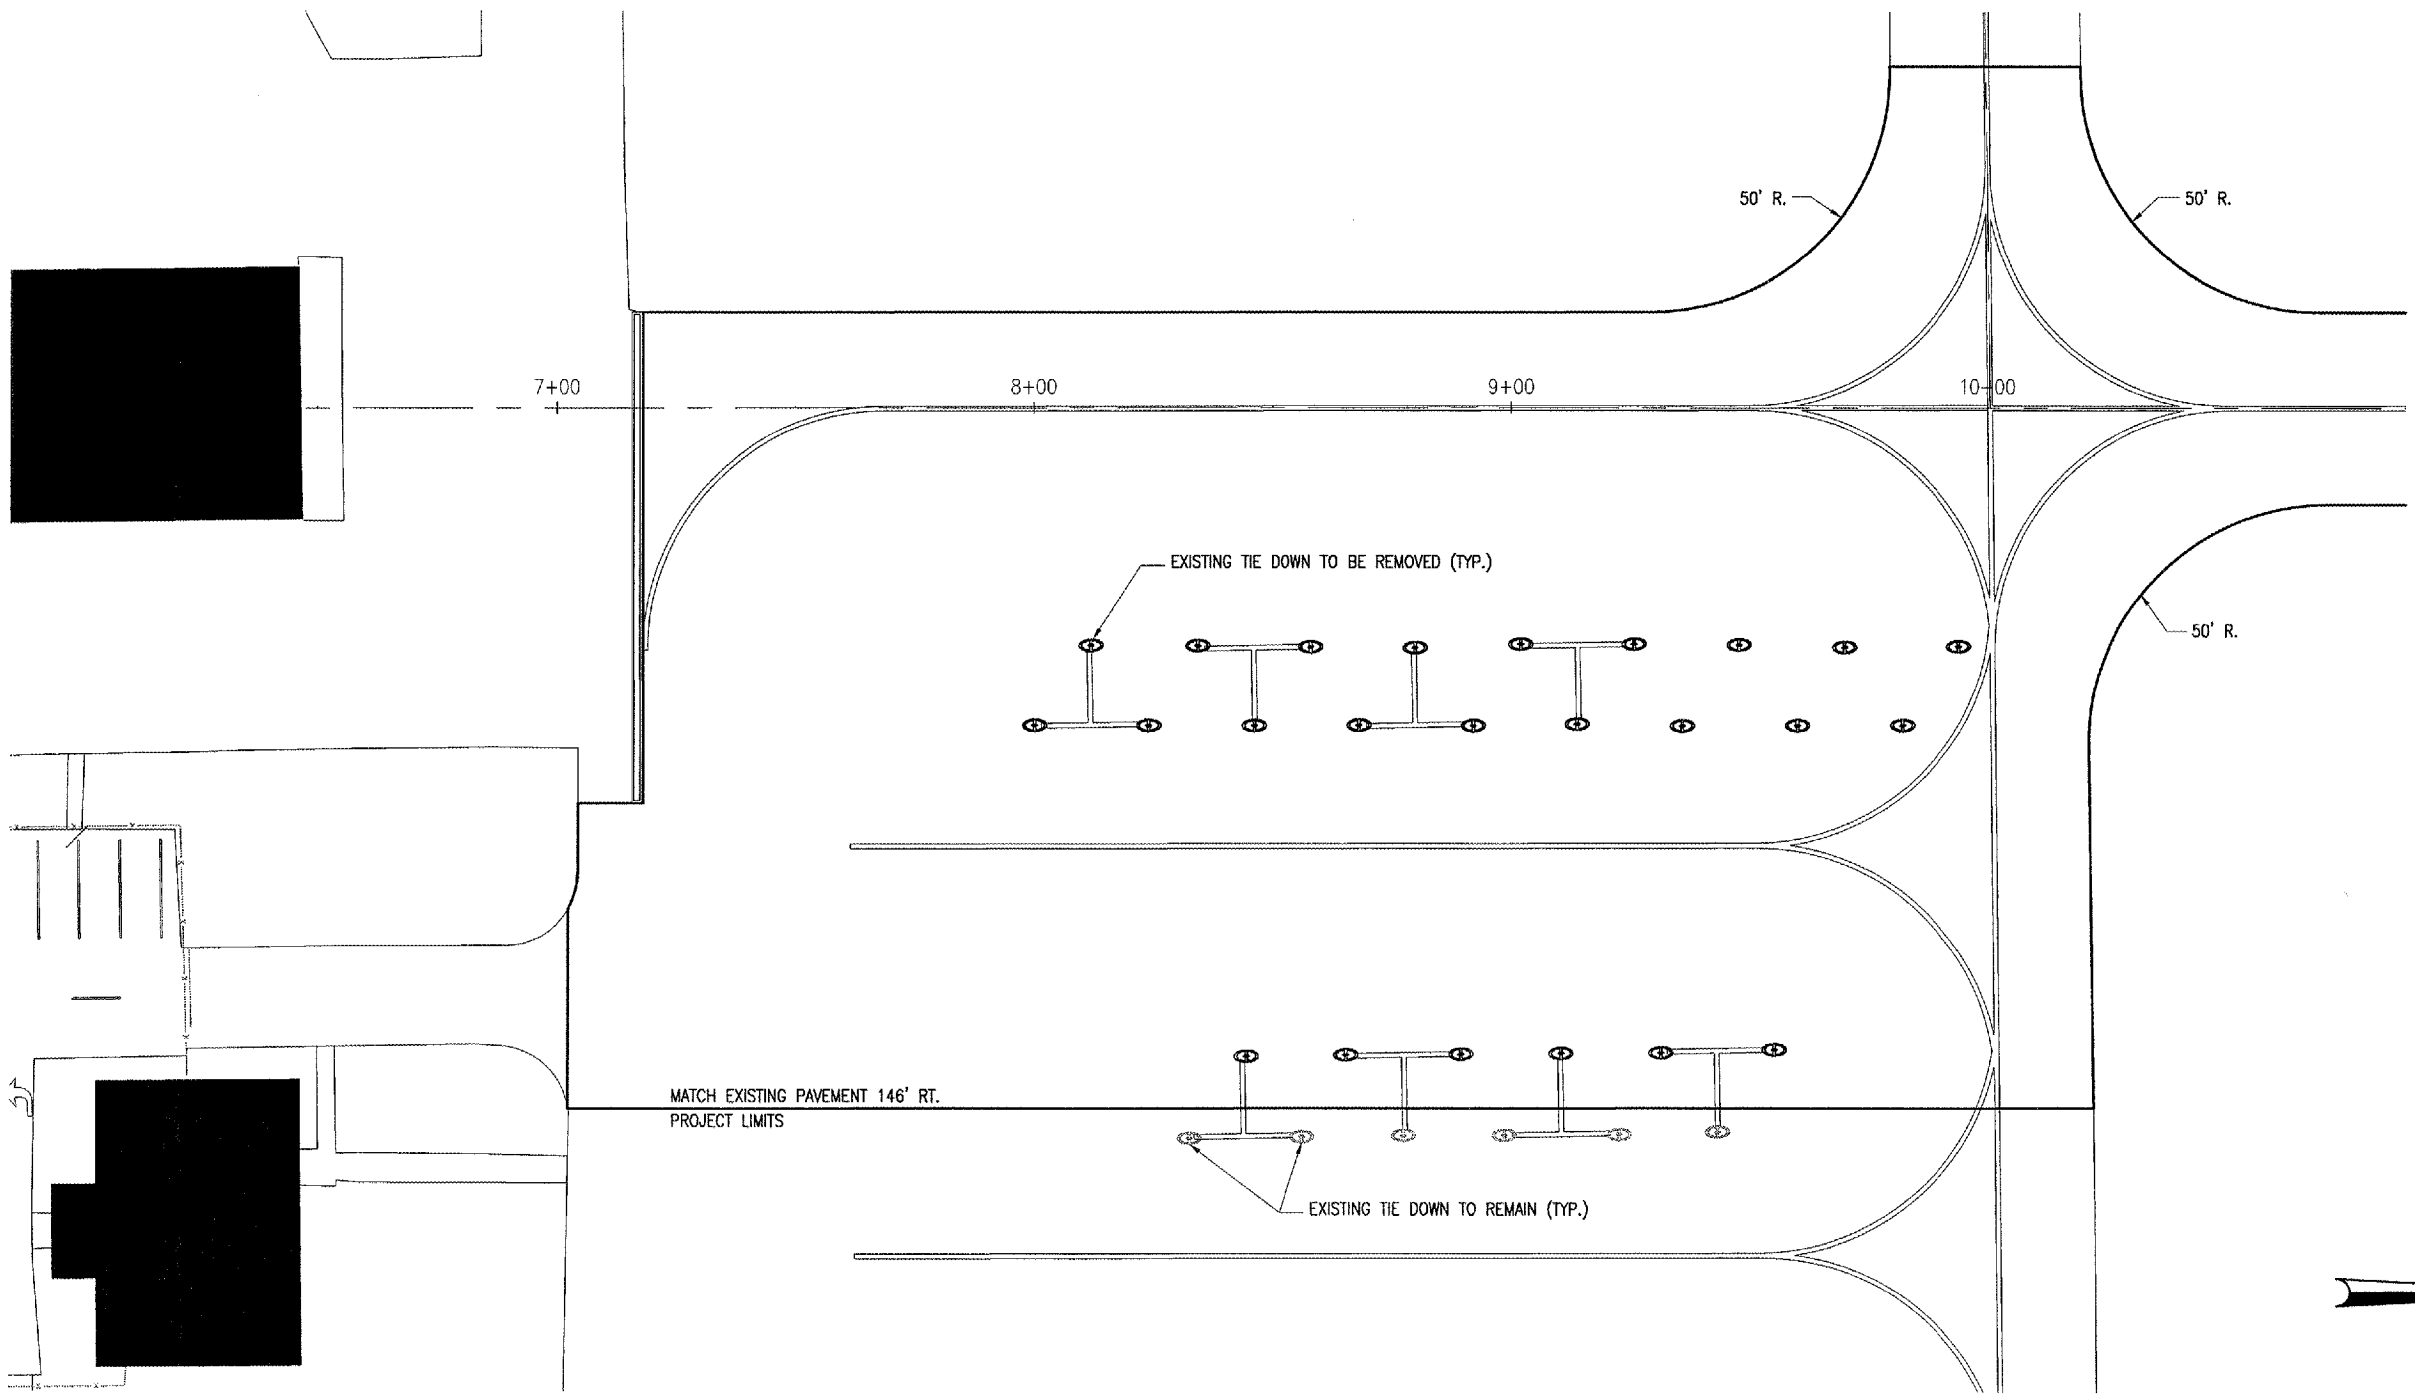 50' R.
50' R.
7+00
8+00
9+00
10+00
EXISTING TIE DOWN TO BE REMOVED (TYP.)
50' R.
MATCH EXISTING PAVEMENT 146' RT.
PROJECT LIMITS
EXISTING TIE DOWN TO REMAIN (TYP.)